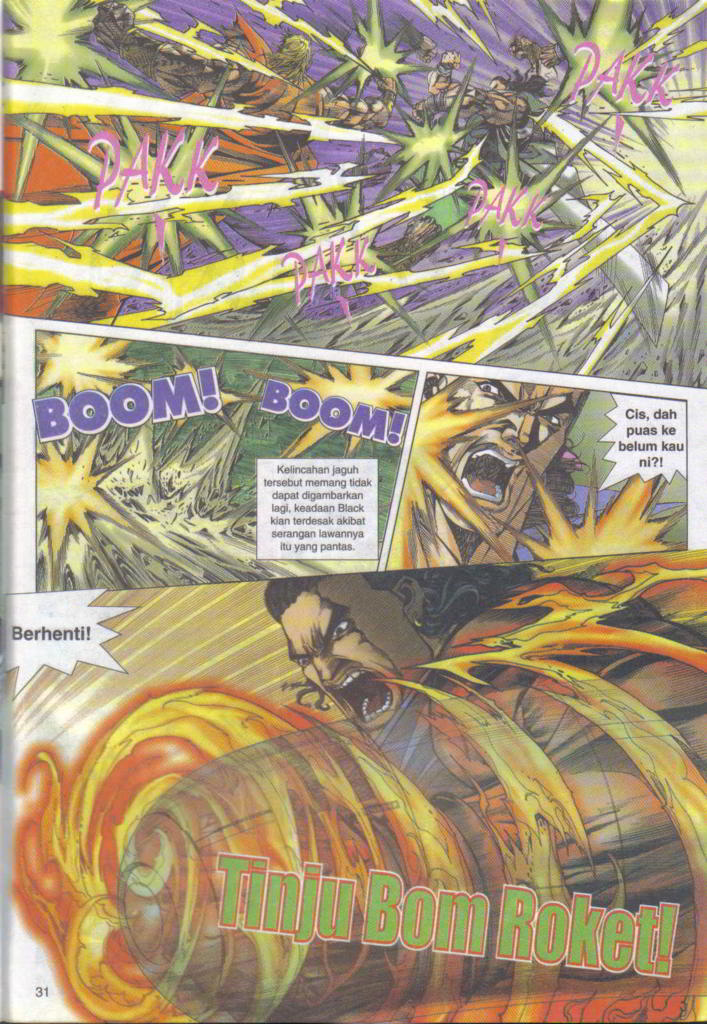 PAKK
PAKK
PAKK
PAKK
BOOM!
BOOM!
Kelincahan jaguh
tersebut memang tidak
dapat digambarkan
lagi, keadaan Black
kian terdesak akibat
serangan lawannya
itu yang pantas.
Cis, dah
puas ke
belum kau
ni?!
Berhenti!
Tinju Bom Roket!
31